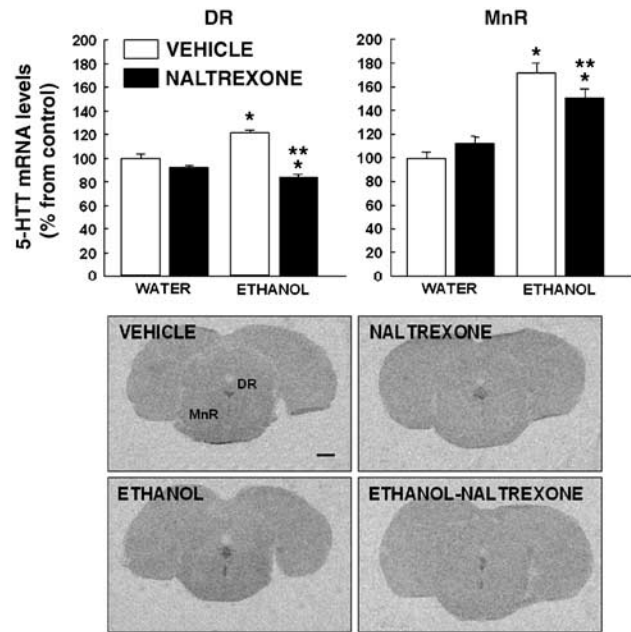 DR
MnR
VEHICLE
NALTREXONE
5-HTT mRNA levels
(% from control)
200
180
160
140
120
100
80
60
40
20
0
*
**
*
WATER
ETHANOL
200
180
160
140
120
100
80
60
40
20
0
*
**
*
WATER
ETHANOL
VEHICLE
DR
MnR
NALTREXONE
ETHANOL
ETHANOL-NALTREXONE